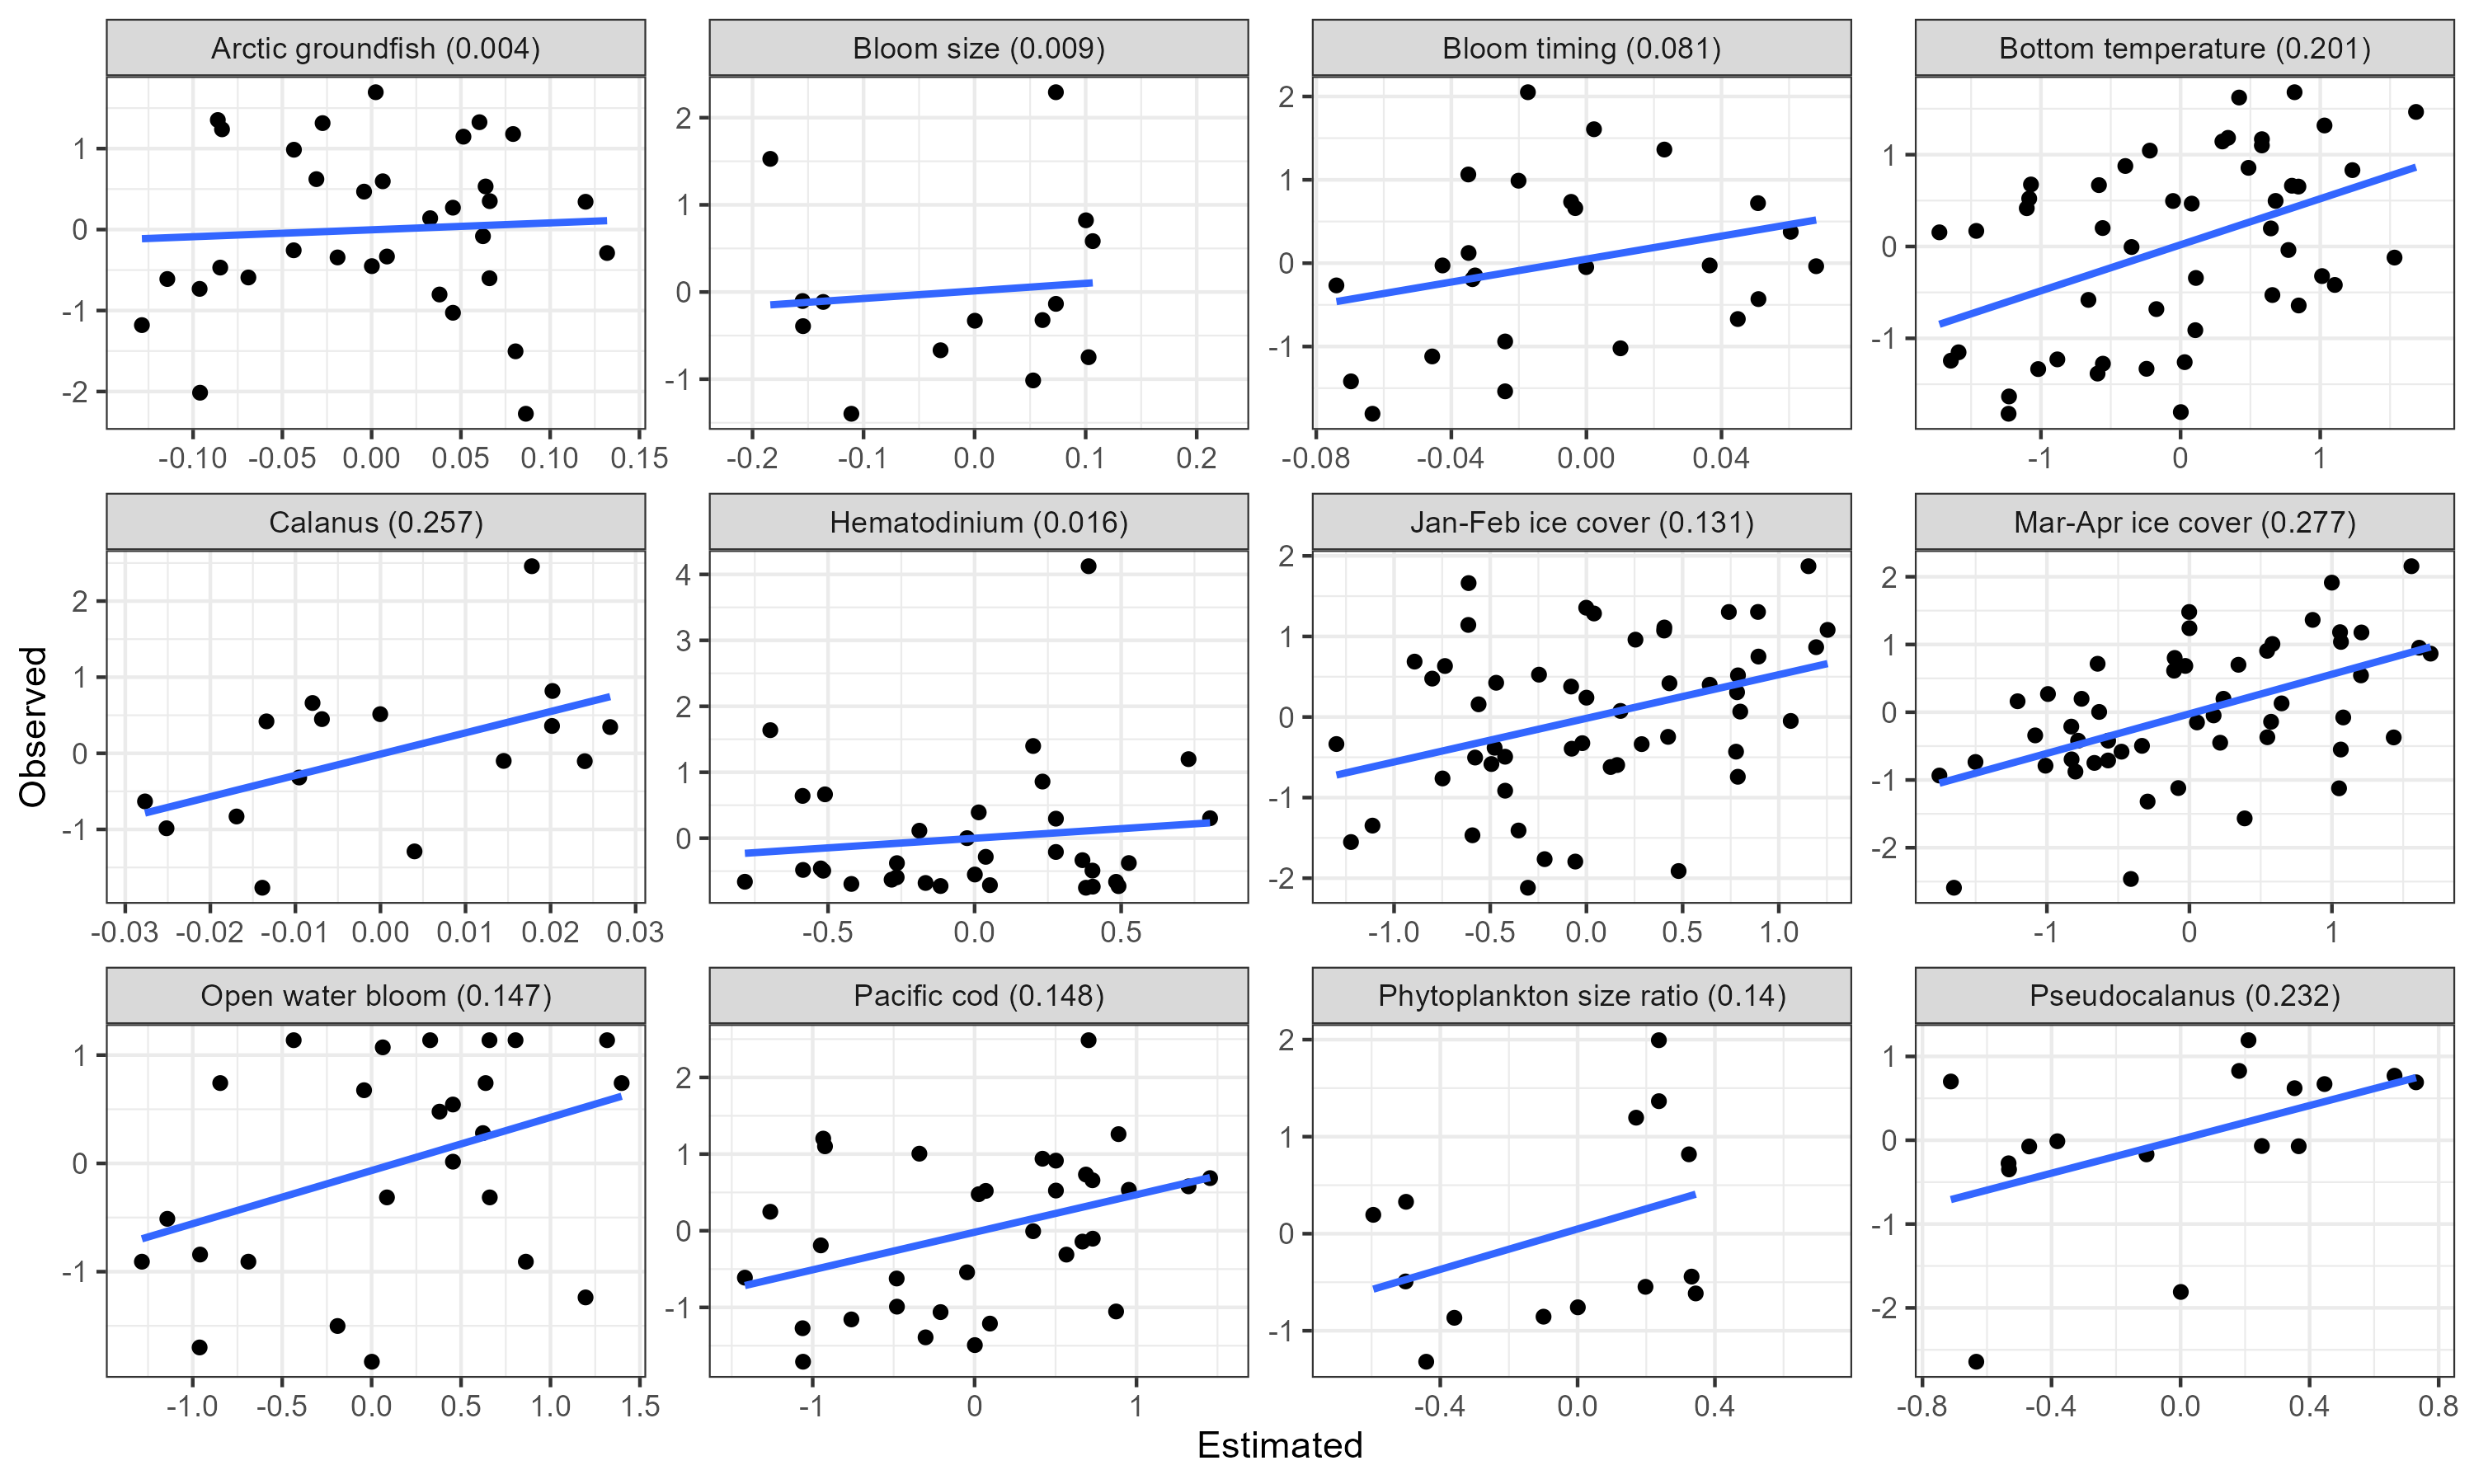 Arctic groundfish (0.004)
Bloom size (0.009)
Bloom timing (0.081)
Bottom temperature (0.201)
1
0
-1
-2
-0.10 -0.05 0.00 0.05 0.10 0.15
2
1
0
-1
-0.2 -0.1 0.0 0.1 0.2
2
1
0
-1
-0.08 -0.04 0.00 0.04
1
0
-1
-1 0 1
Calanus (0.257)
Hematodinium (0.016)
Jan-Feb ice cover (0.131)
Mar-Apr ice cover (0.277)
2
1
0
-1
-0.03 -0.02 -0.01 0.00 0.01 0.02 0.03
4
3
2
1
0
-0.5 0.0 0.5
2
1
0
-1
-2
-1.0 -0.5 0.0 0.5 1.0
2
1
0
-1
-2
-1 0 1
Open water bloom (0.147)
Pacific cod (0.148)
Phytoplankton size ratio (0.14)
Pseudocalanus (0.232)
1
0
-1
-1.0 -0.5 0.0 0.5 1.0 1.5
2
1
0
-1
-1 0 1
2
1
0
-1
-0.4 0.0 0.4
1
0
-1
-2
-0.8 -0.4 0.0 0.4 0.8
Observed
Estimated